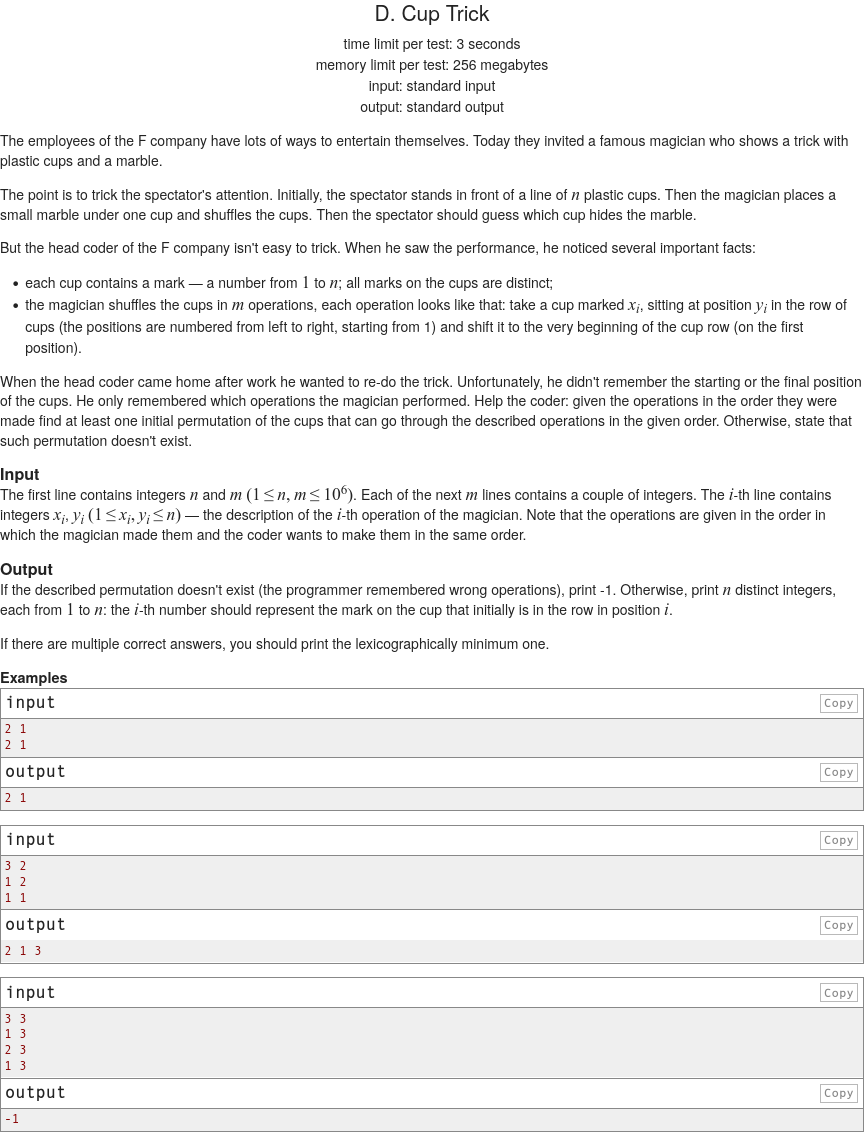 D. Cup Trick
time limit per test: 3 seconds
memory limit per test: 256 megabytes
input: standard input
output: standard output
The employees of the F company have lots of ways to entertain themselves. Today they invited a famous magician who shows a trick with
plastic cups and a marble.
The point is to trick the spectator's attention. Initially, the spectator stands in front of a line of n plastic cups. Then the magician places a
small marble under one cup and shuffles the cups. Then the spectator should guess which cup hides the marble.
But the head coder of the F company isn't easy to trick. When he saw the performance, he noticed several important facts:
• each cup contains a mark — a number from 1 to n; all marks on the cups are distinct;
• the magician shuffles the cups in m operations, each operation looks like that: take a cup marked x_i, sitting at position y_i in the row of
cups (the positions are numbered from left to right, starting from 1) and shift it to the very beginning of the cup row (on the first
position).
When the head coder came home after work he wanted to re-do the trick. Unfortunately, he didn't remember the starting or the final position
of the cups. He only remembered which operations the magician performed. Help the coder: given the operations in the order they were
made find at least one initial permutation of the cups that can go through the described operations in the given order. Otherwise, state that
such permutation doesn't exist.
Input
The first line contains integers n and m (1 ≤ n, m ≤ 10^6). Each of the next m lines contains a couple of integers. The i-th line contains
integers x_i, y_i (1 ≤ x_i, y_i ≤ n) — the description of the i-th operation of the magician. Note that the operations are given in the order in
which the magician made them and the coder wants to make them in the same order.
Output
If the described permutation doesn't exist (the programmer remembered wrong operations), print -1. Otherwise, print n distinct integers,
each from 1 to n: the i-th number should represent the mark on the cup that initially is in the row in position i.
If there are multiple correct answers, you should print the lexicographically minimum one.
Examples
input Copy
2 1
2 1
output Copy
2 1
input Copy
3 2
1 2
1 1
output Copy
2 1 3
input Copy
3 3
1 3
2 3
1 3
output Copy
-1